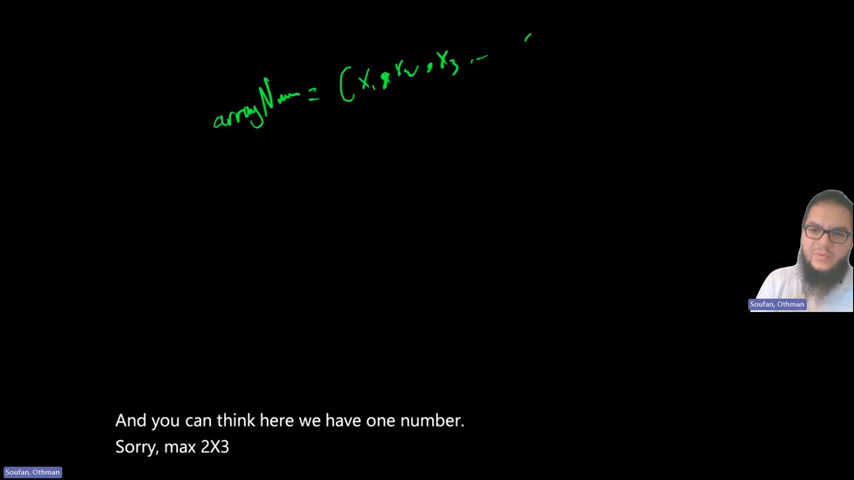 arrayNum = (x₁, x₂, x₃ ...
Soufan, Othman
And you can think here we have one number.
Sorry, max 2X3
Soufan, Othman